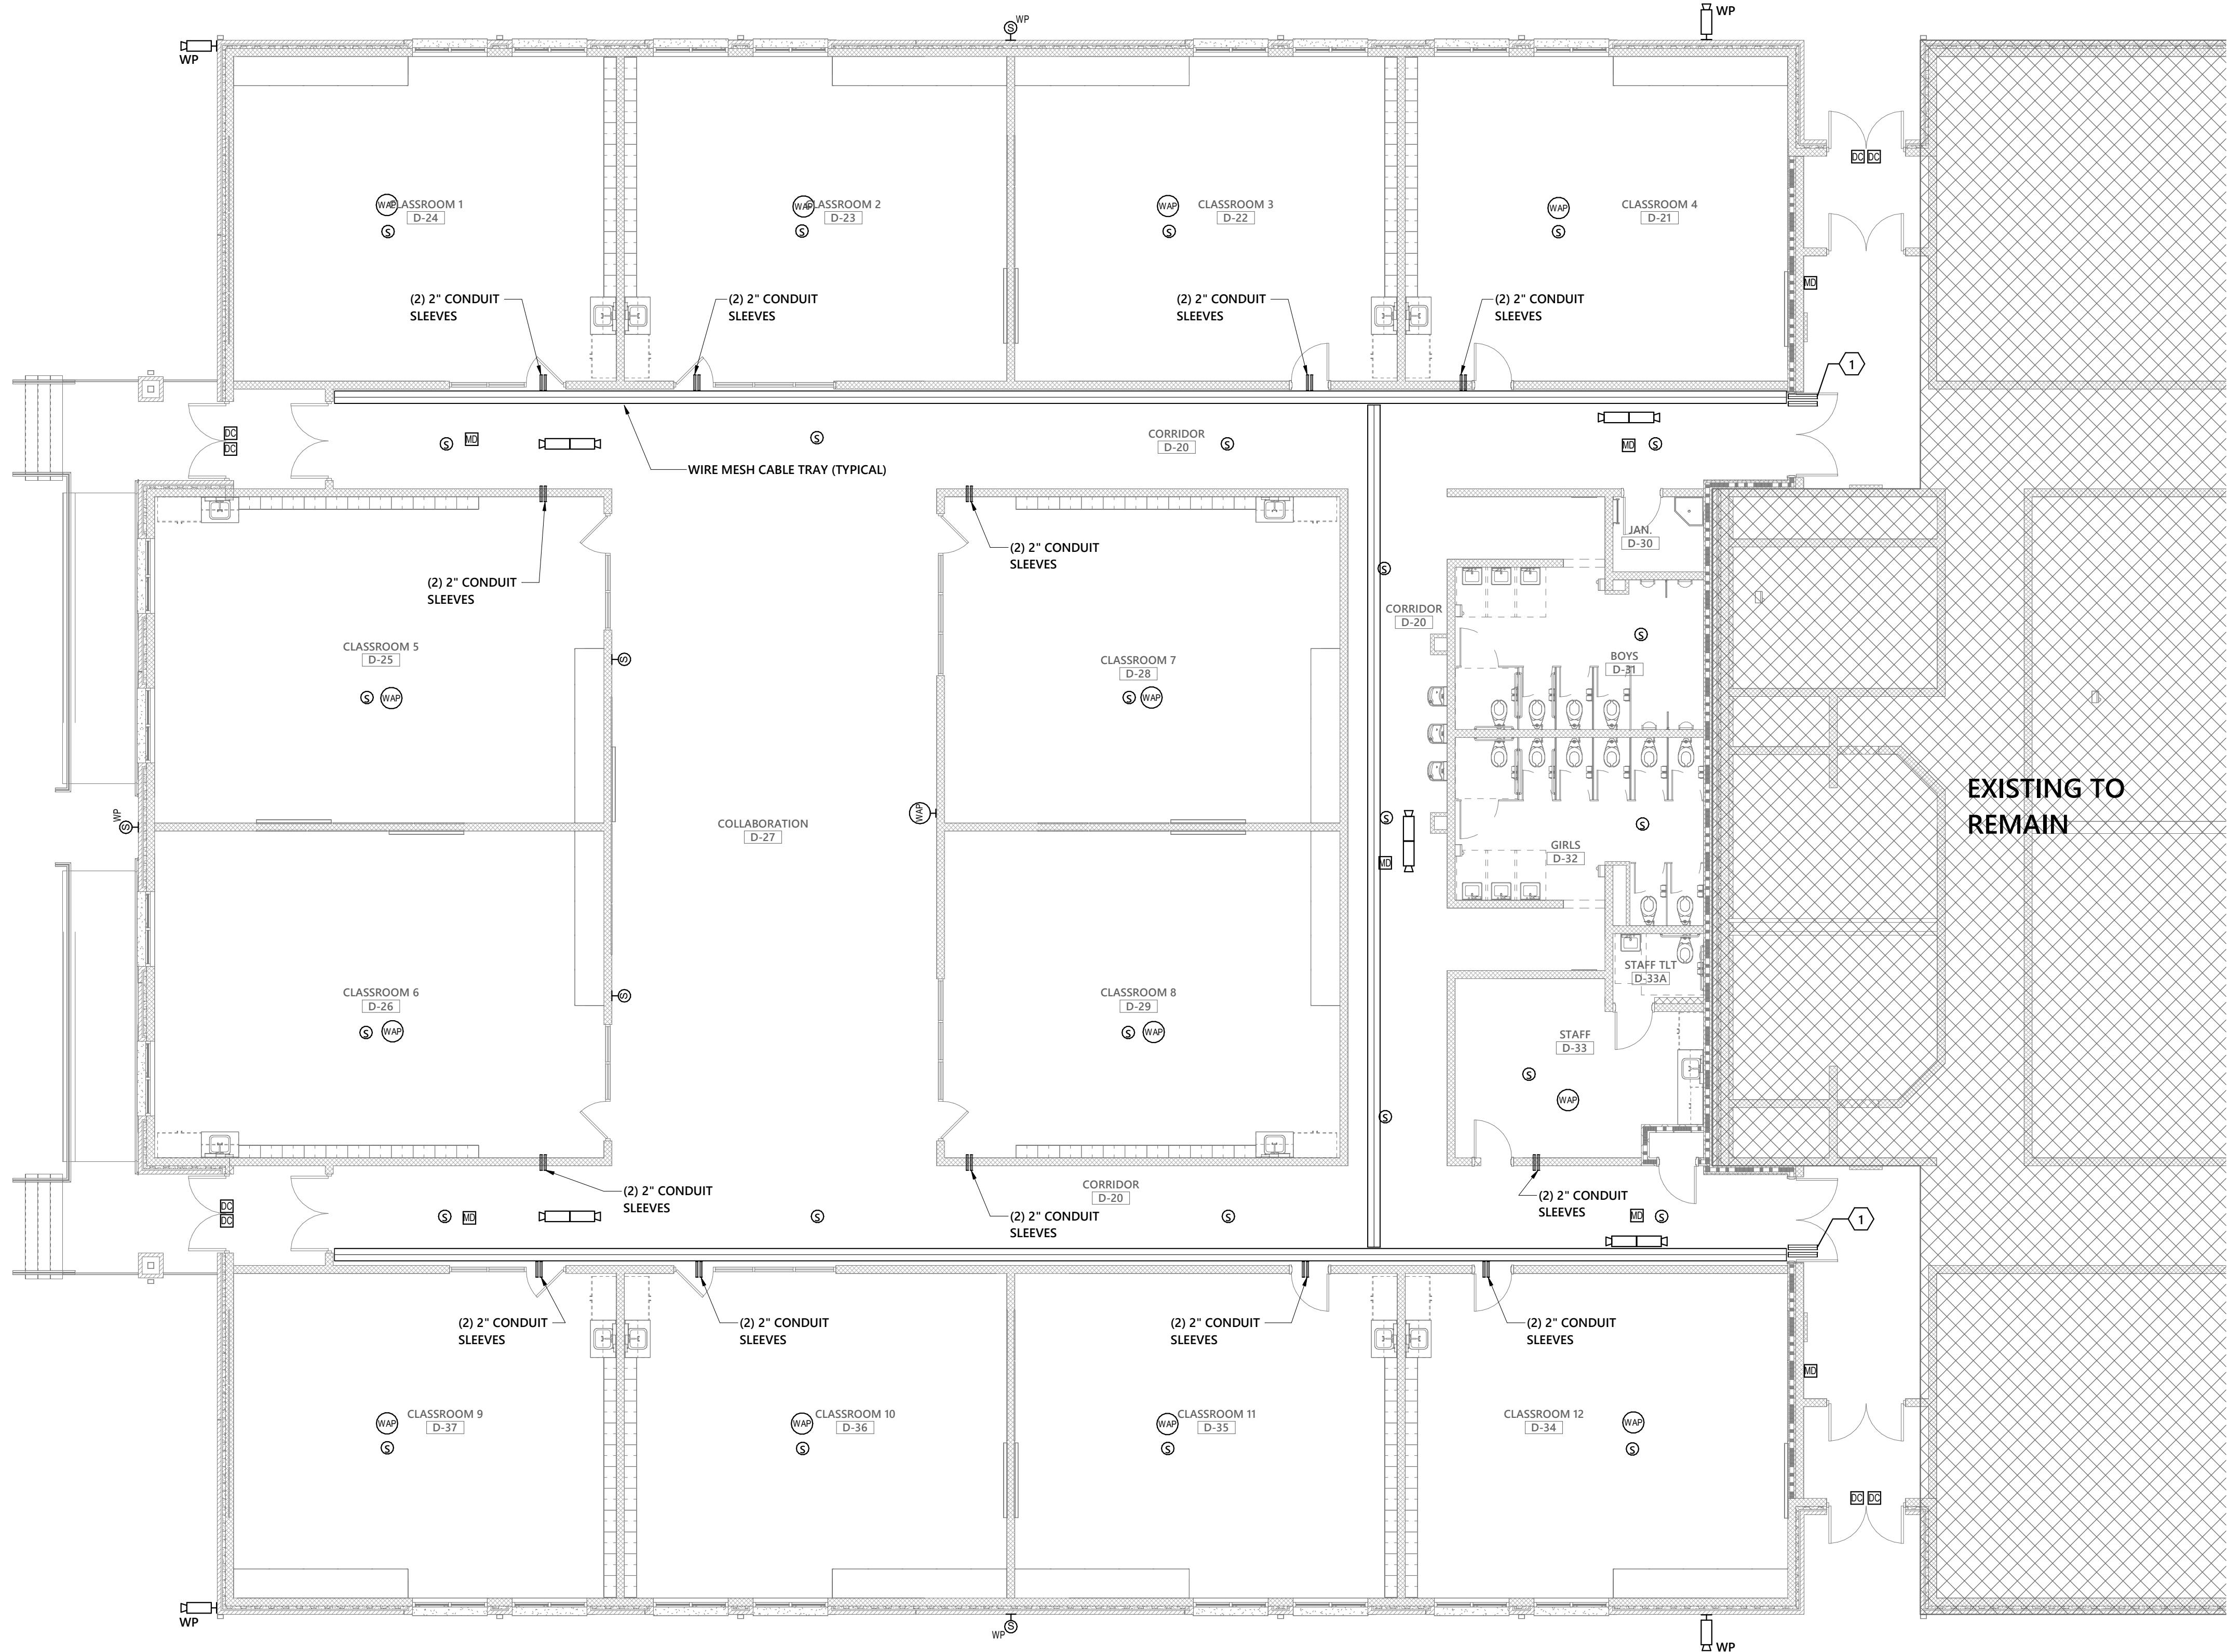 WP
S WP
WP
WAP CLASSROOM 1
D-24
S
WAP CLASSROOM 2
D-23
S
WAP CLASSROOM 3
D-22
S
WAP CLASSROOM 4
D-21
S
DC DC
MD
(2) 2" CONDUIT
SLEEVES
(2) 2" CONDUIT
SLEEVES
(2) 2" CONDUIT
SLEEVES
(2) 2" CONDUIT
SLEEVES
1
DC
DC
S MD
S
CORRIDOR
D-20
S
MD S
WIRE MESH CABLE TRAY (TYPICAL)
(2) 2" CONDUIT
SLEEVES
(2) 2" CONDUIT
SLEEVES
JAN.
D-30
S
CORRIDOR
D-20
S
BOYS
D-31
CLASSROOM 5
D-25
S WAP
S
CLASSROOM 7
D-28
S WAP
WP
S
COLLABORATION
D-27
WAP
S
MD
S
GIRLS
D-32
EXISTING TO
REMAIN
CLASSROOM 6
D-26
S WAP
S
CLASSROOM 8
D-29
S WAP
STAFF TLT
D-33A
STAFF
D-33
S
WAP
S
(2) 2" CONDUIT
SLEEVES
CORRIDOR
D-20
(2) 2" CONDUIT
SLEEVES
(2) 2" CONDUIT
SLEEVES
DC
DC
S MD
S
S
MD S
1
(2) 2" CONDUIT
SLEEVES
(2) 2" CONDUIT
SLEEVES
(2) 2" CONDUIT
SLEEVES
(2) 2" CONDUIT
SLEEVES
MD
WAP CLASSROOM 9
D-37
S
WAP CLASSROOM 10
D-36
S
WAP CLASSROOM 11
D-35
S
CLASSROOM 12 WAP
D-34
S
DC DC
WP
WP S
WP